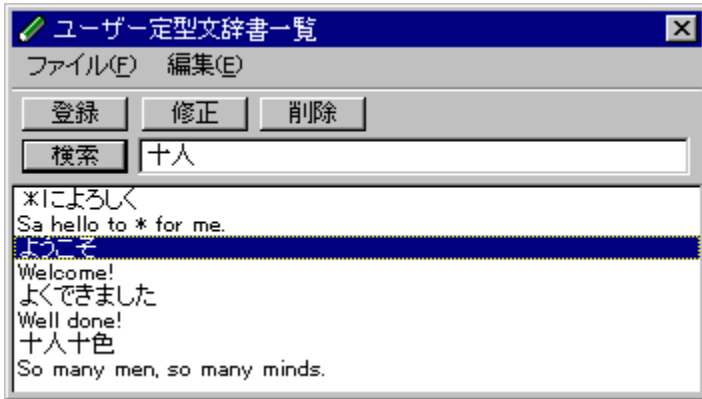 ユーザー定型文辞書一覧
ファイル(F) 編集(E)
登録 修正 削除
検索 十人
*によろしく
Sa hello to * for me.
ようこそ
Welcome!
よくできました
Well done!
十人十色
So many men, so many minds.